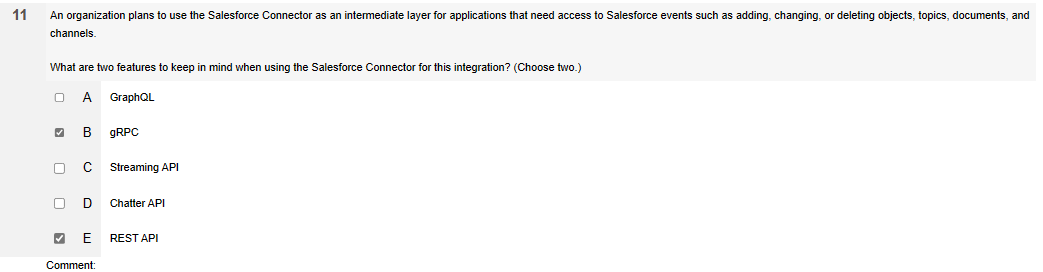 11 An organization plans to use the Salesforce Connector as an intermediate layer for applications that need access to Salesforce events such as adding, changing, or deleting objects, topics, documents, and
channels.
What are two features to keep in mind when using the Salesforce Connector for this integration? (Choose two.)
A GraphQL
B gRPC
C Streaming API
D Chatter API
E REST API
Comment: